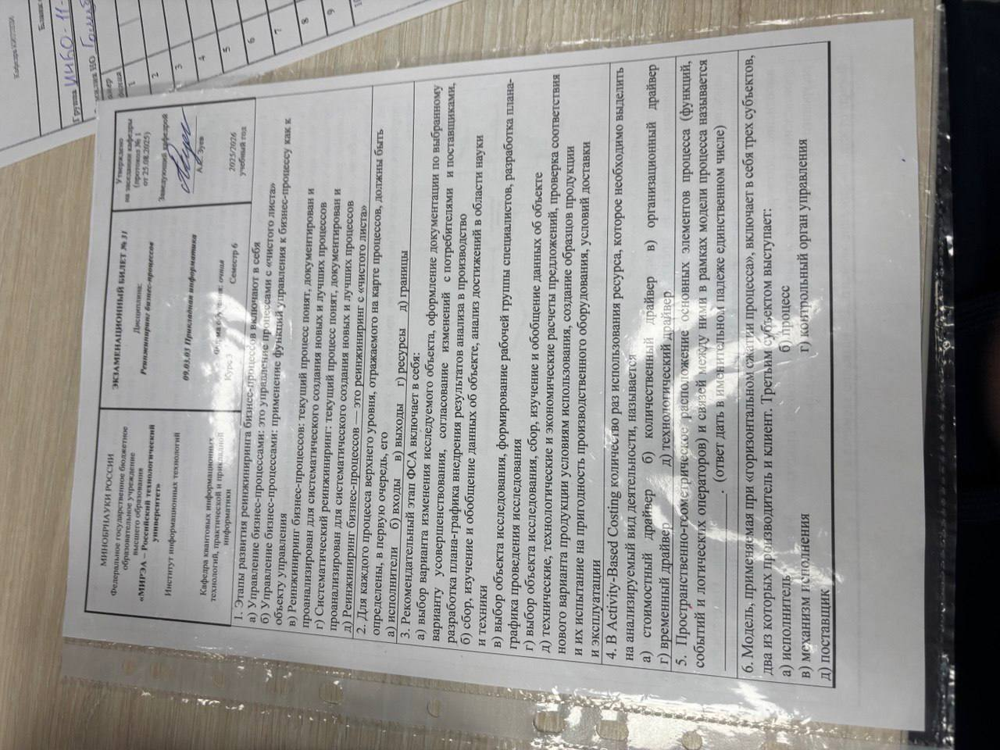 МИНОБРНАУКИ РОССИИ
Федеральное государственное бюджетное
образовательное учреждение
высшего образования
«МИРЭА – Российский технологический
университет»
Институт информационных технологий
Кафедра квантовых информационных
технологий, практической и прикладной
информатики
ЭКЗАМЕНАЦИОННЫЙ БИЛЕТ № 31
Дисциплина:
Реинжиниринг бизнес-процессов
09.03.03 Прикладная информатика
очная
Курс 3 Семестр 6
Утверждено
на заседании кафедры
(протокол № 1
от 25.08.2025)
Заведующий кафедрой
Зуев
2025/2026
учебный год
1. Этапы развития реинжиниринга бизнес-процессов включают в себя
а) Управление бизнес-процессами: это управление процессами с «чистого листа»
б) Управление бизнес-процессами: применение функций управления к бизнес-процессу как к
объекту управления
в) Реинжиниринг бизнес-процессов: текущий процесс понят, документирован и
проанализирован для систематического создания новых и лучших процессов
г) Систематический реинжиниринг: текущий процесс понят, документирован и
проанализирован для систематического создания новых и лучших процессов
д) Реинжиниринг бизнес-процессов — это реинжиниринг с «чистого листа»
2. Для каждого процесса верхнего уровня, отражаемого на карте процессов, должны быть
определены, в первую очередь, его
а) исполнители б) входы в) выходы г) ресурсы д) границы
3. Рекомендательный этап ФСА включает в себя:
а) выбор варианта изменения исследуемого объекта, оформление документации по выбранному
варианту усовершенствования, согласование изменений с потребителями и поставщиками,
разработка плана-графика внедрения результатов анализа в производство
б) сбор, изучение и обобщение данных об объекте, анализ достижений в области науки
и техники
в) выбор объекта исследования, формирование рабочей группы специалистов, разработка плана-
графика проведения исследования
г) выбор объекта исследования, сбор, изучение и обобщение данных об объекте
д) технические, технологические и экономические расчеты предложений, проверка соответствия
нового варианта продукции условиям использования, создание образцов продукции
и их испытание на пригодность производственного оборудования, условий доставки
и эксплуатации
4. В Activity-Based Costing количество раз использования ресурса, которое необходимо выделить
на анализируемый вид деятельности, называется
а) стоимостный драйвер б) количественный драйвер в) организационный драйвер
г) временный драйвер д) технологический драйвер
5. Пространственно-геометрическое расположение основных элементов процесса (функций,
событий и логических операторов) и связей между ними в рамках модели процесса называется
____________________. (ответ дать в именительном падеже единственном числе)
6. Модель, применяемая при «горизонтальном сжатии процесса», включает в себя трех субъектов,
два из которых производитель и клиент. Третьим субъектом выступает:
а) исполнитель б) процесс
в) механизм исполнения г) контрольный орган управления
д) поставщик
Группа ИКБО-11-
1
2
3
4
5
6
7
8
9
10